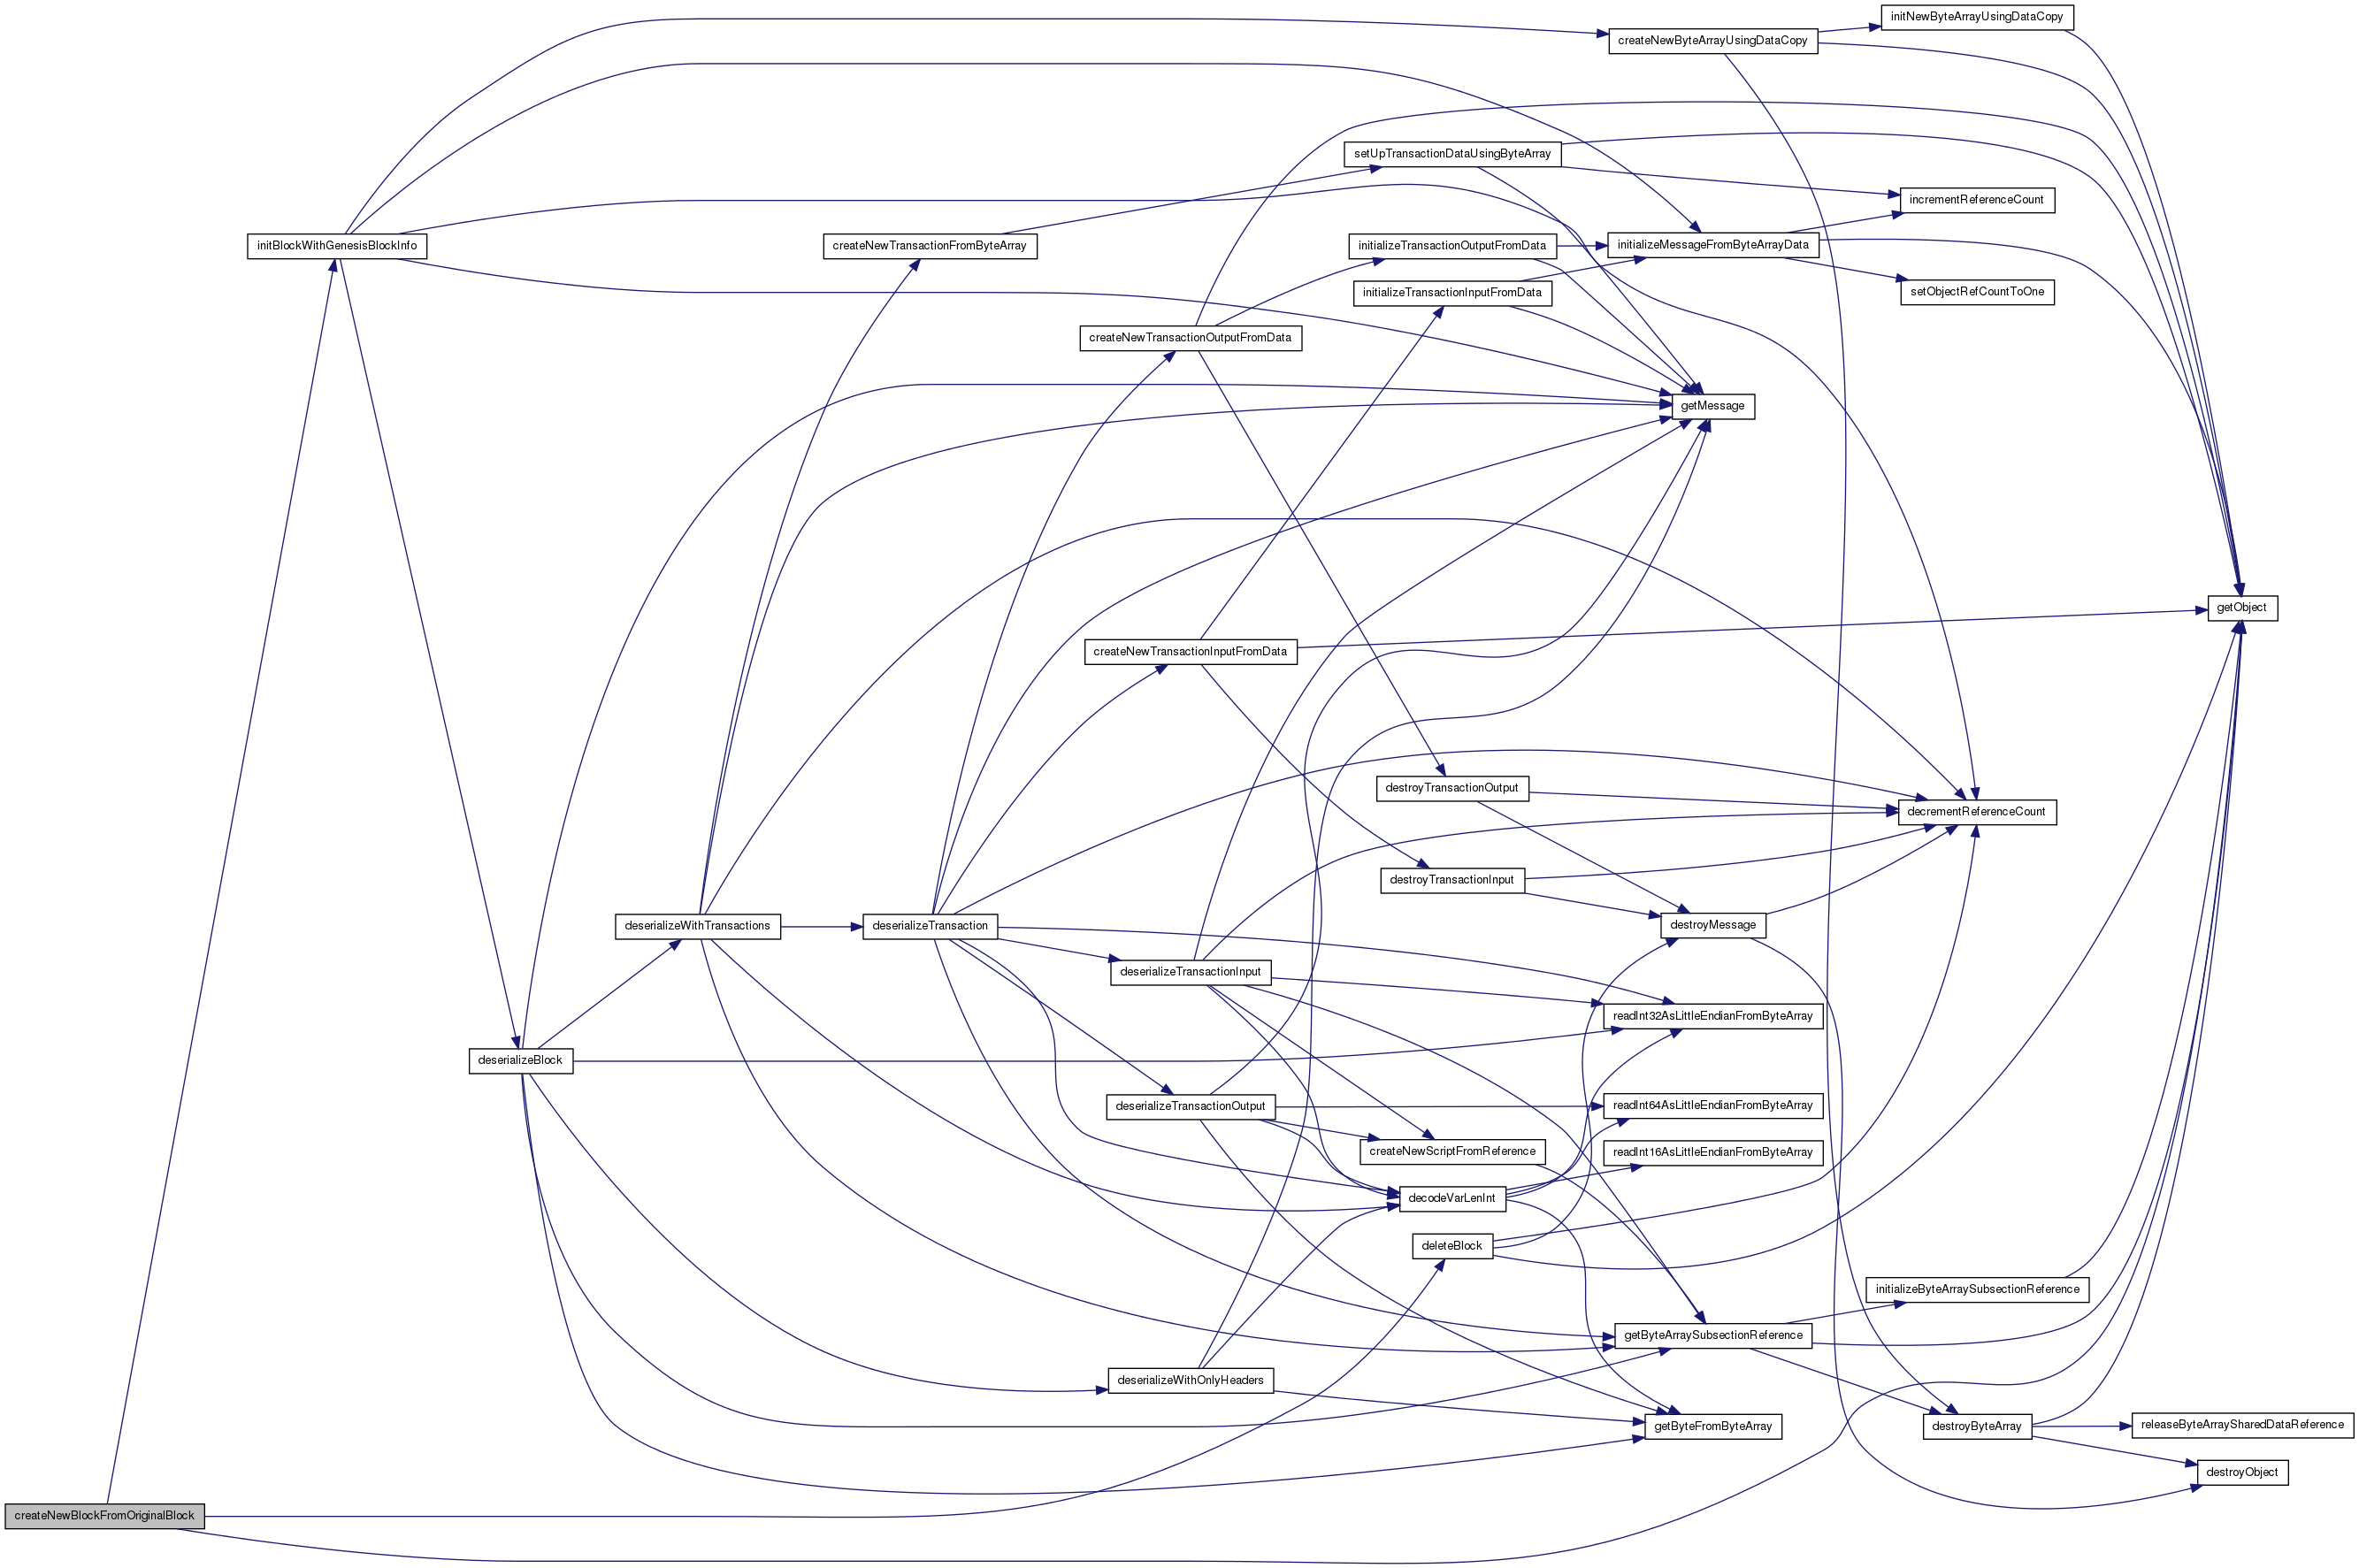 initNewByteArrayUsingDataCopy
createNewByteArrayUsingDataCopy
setUpTransactionDataUsingByteArray
incrementReferenceCount
initBlockWithGenesisBlockInfo
createNewTransactionFromByteArray
initializeTransactionOutputFromData
initializeMessageFromByteArrayData
initializeTransactionInputFromData
setObjectRefCountToOne
createNewTransactionOutputFromData
getMessage
getObject
createNewTransactionInputFromData
destroyTransactionOutput
decrementReferenceCount
destroyTransactionInput
deserializeWithTransactions
deserializeTransaction
destroyMessage
deserializeTransactionInput
readInt32AsLittleEndianFromByteArray
deserializeBlock
deserializeTransactionOutput
readInt64AsLittleEndianFromByteArray
createNewScriptFromReference
readInt16AsLittleEndianFromByteArray
decodeVarLenInt
deleteBlock
initializeByteArraySubsectionReference
getByteArraySubsectionReference
deserializeWithOnlyHeaders
getByteFromByteArray
destroyByteArray
releaseByteArraySharedDataReference
destroyObject
createNewBlockFromOriginalBlock